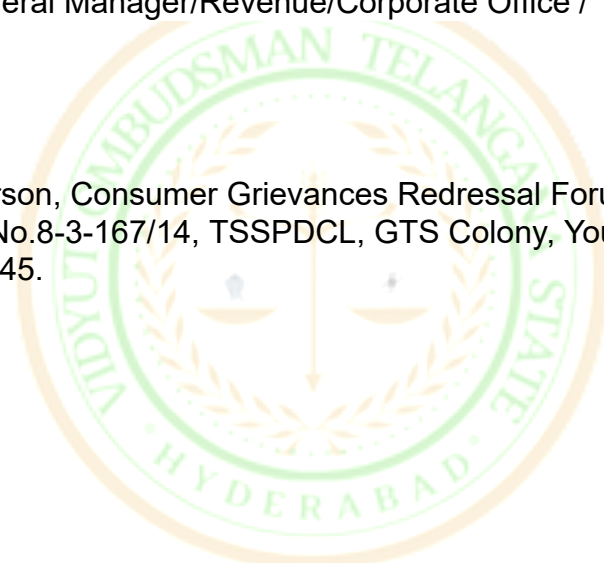 eral Manager/Revenue/Corporate Office /
rson, Consumer Grievances Redressal Foru
No.8-3-167/14, TSSPDCL, GTS Colony, You
45.
VIDYUT OMBUDSMAN TELANGANA STATE
HYDERABAD